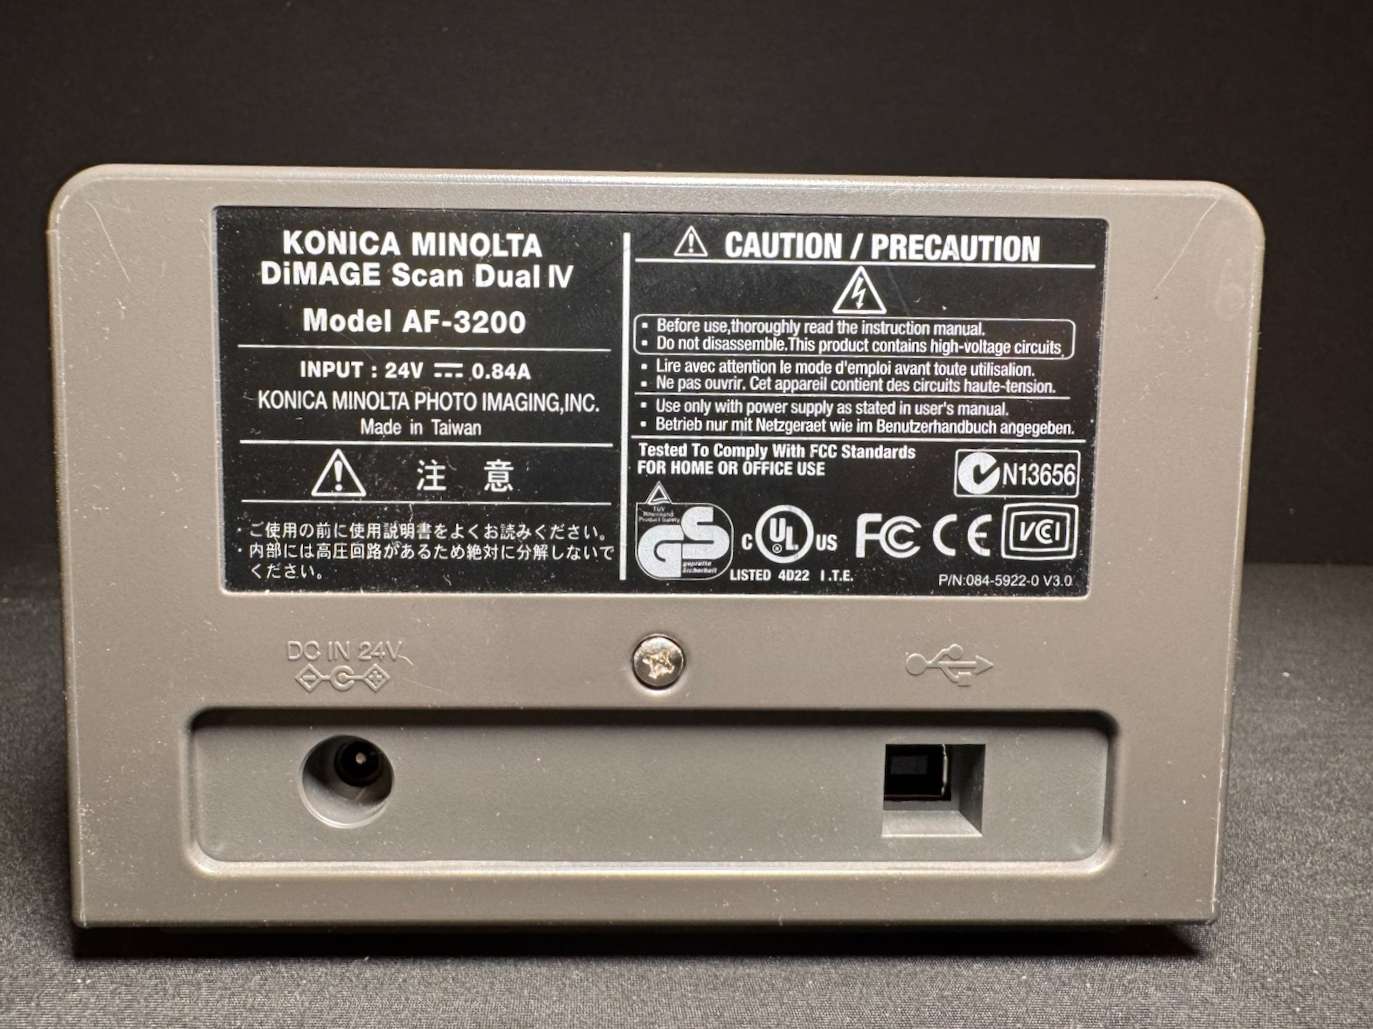 KONICA MINOLTA
DiMAGE Scan Dual Ⅳ
Model AF-3200
INPUT : 24V ⎓ 0.84A
KONICA MINOLTA PHOTO IMAGING,INC.
Made in Taiwan
注 意
・ご使用の前に使用説明書をよくお読みください。
・内部には高圧回路があるため絶対に分解しないで
ください。
CAUTION / PRECAUTION
▪ Before use,thoroughly read the instruction manual.
▪ Do not disassemble.This product contains high-voltage circuits
▪ Lire avec attention le mode d'emploi avant toute utilisation.
▪ Ne pas ouvrir. Cet appareil contient des circuits haute-tension.
▪ Use only with power supply as stated in user's manual.
▪ Betrieb nur mit Netzgeraet wie im Benutzerhandbuch angegeben.
Tested To Comply With FCC Standards
FOR HOME OR OFFICE USE
N13656
TÜV
Rheinland
Product Safety
GS
geprüfte
Sicherheit
C UL US
LISTED 4D22 I.T.E.
FC CE VCI
P/N:084-5922-0 V3.0
DC IN 24V